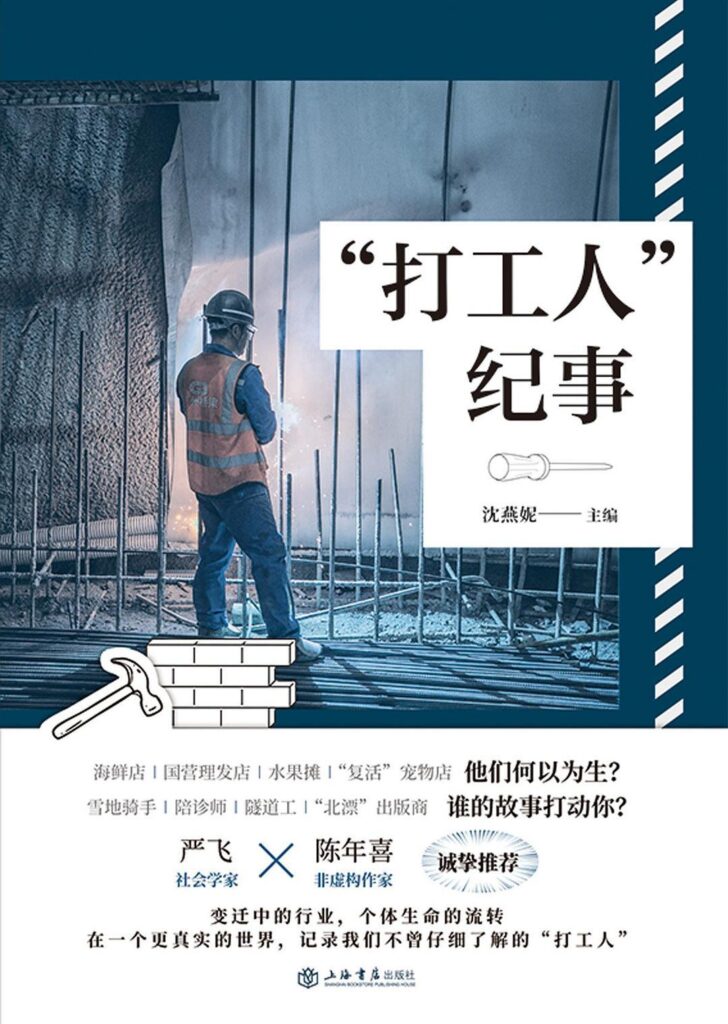 “打工人”
纪事
沈燕妮——主编
海鲜店 | 国营理发店 | 水果摊 | “复活”宠物店 他们何以为生?
雪地骑手 | 陪诊师 | 隧道工 | “北漂”出版商 谁的故事打动你?
严飞 × 陈年喜 诚挚推荐
社会学家 非虚构作家
变迁中的行业，个体生命的流转
在一个更真实的世界，记录我们不曾仔细了解的“打工人”
上海书店出版社
SHANGHAI BOOKSTORE PUBLISHING HOUSE